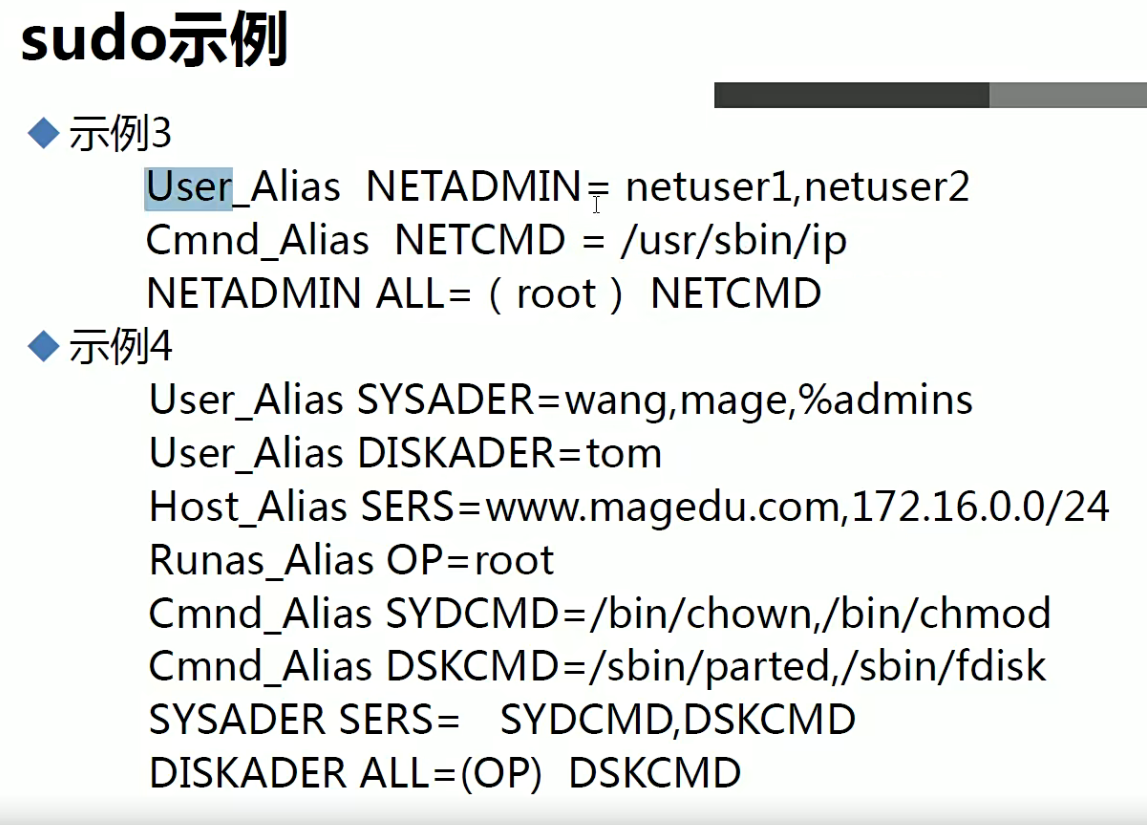 sudo示例
示例3
User_Alias NETADMIN= netuser1,netuser2
Cmnd_Alias NETCMD = /usr/sbin/ip
NETADMIN ALL=（root） NETCMD
示例4
User_Alias SYSADER=wang,mage,%admins
User_Alias DISKADER=tom
Host_Alias SERS=www.magedu.com,172.16.0.0/24
Runas_Alias OP=root
Cmnd_Alias SYDCMD=/bin/chown,/bin/chmod
Cmnd_Alias DSKCMD=/sbin/parted,/sbin/fdisk
SYSADER SERS= SYDCMD,DSKCMD
DISKADER ALL=(OP) DSKCMD